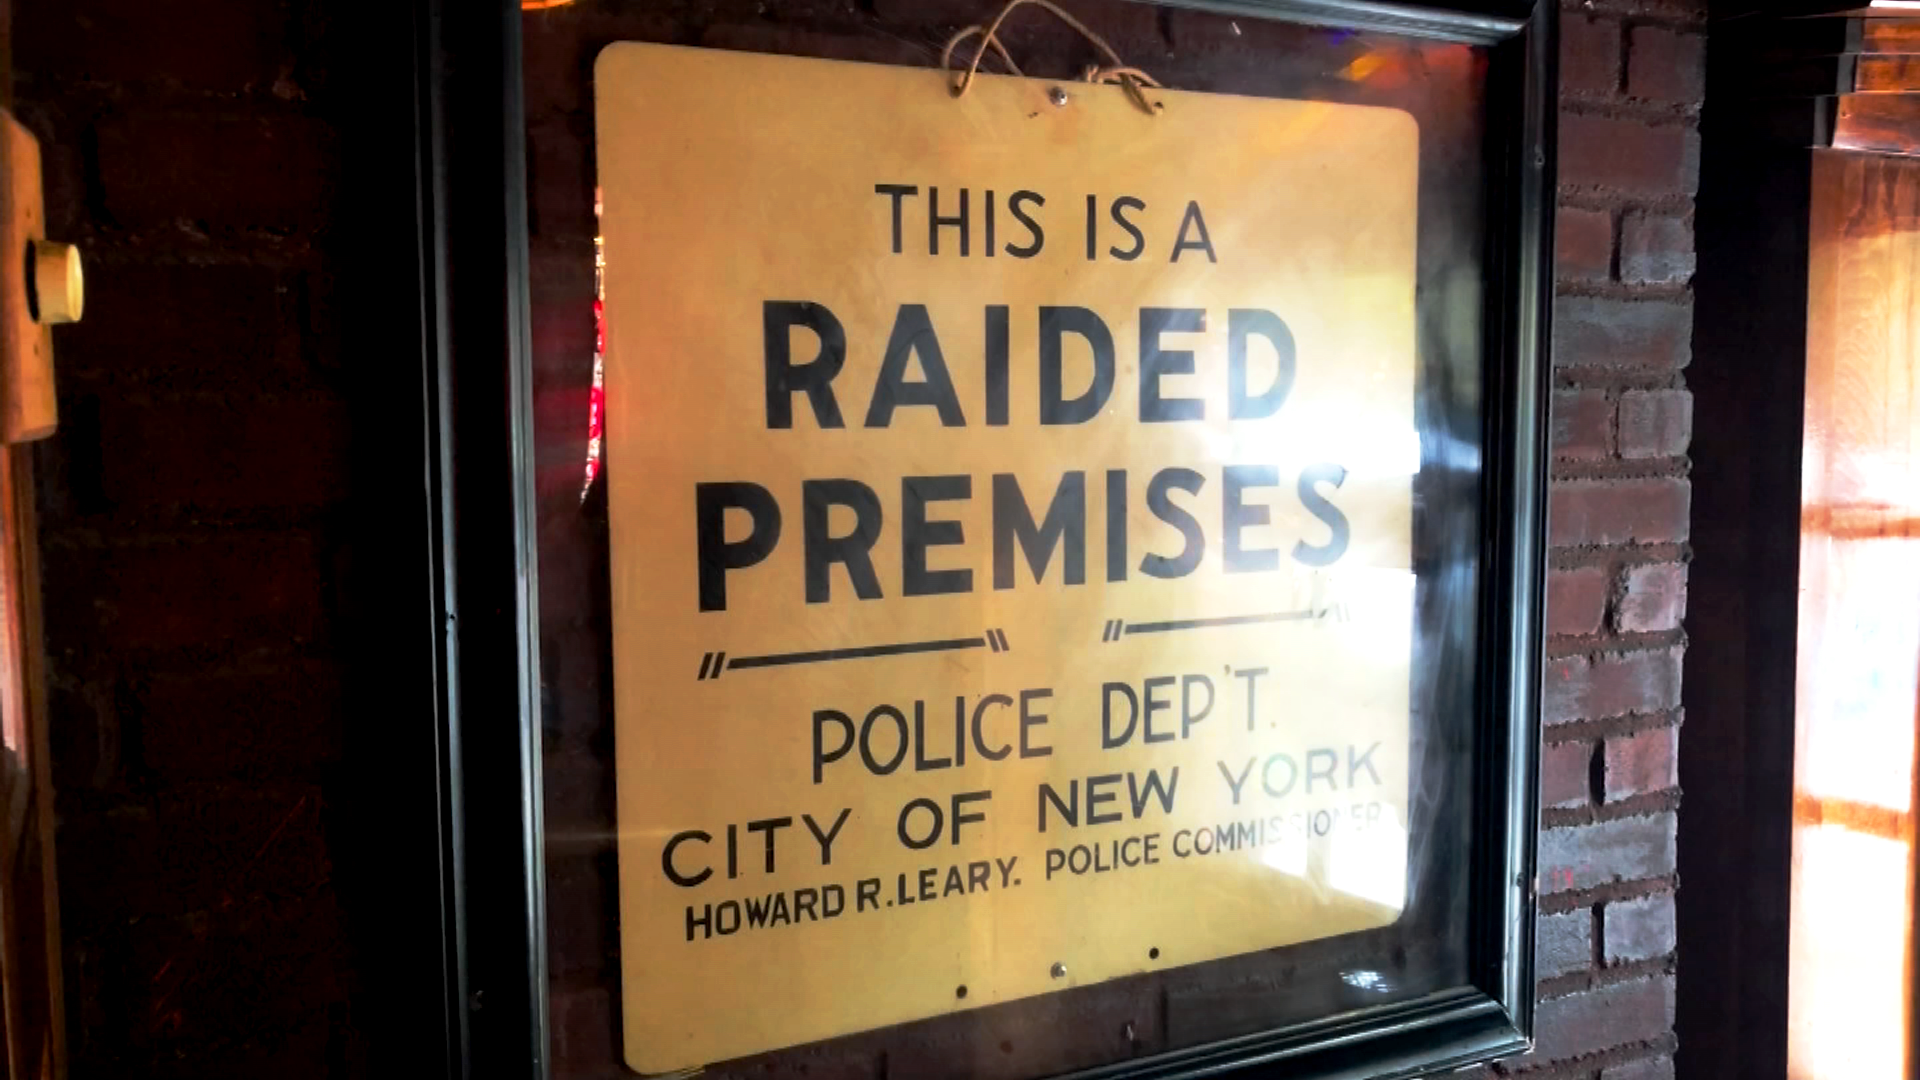 THIS IS A
RAIDED
PREMISES
POLICE DEP'T.
CITY OF NEW YORK
HOWARD R. LEARY. POLICE COMMISSIONER